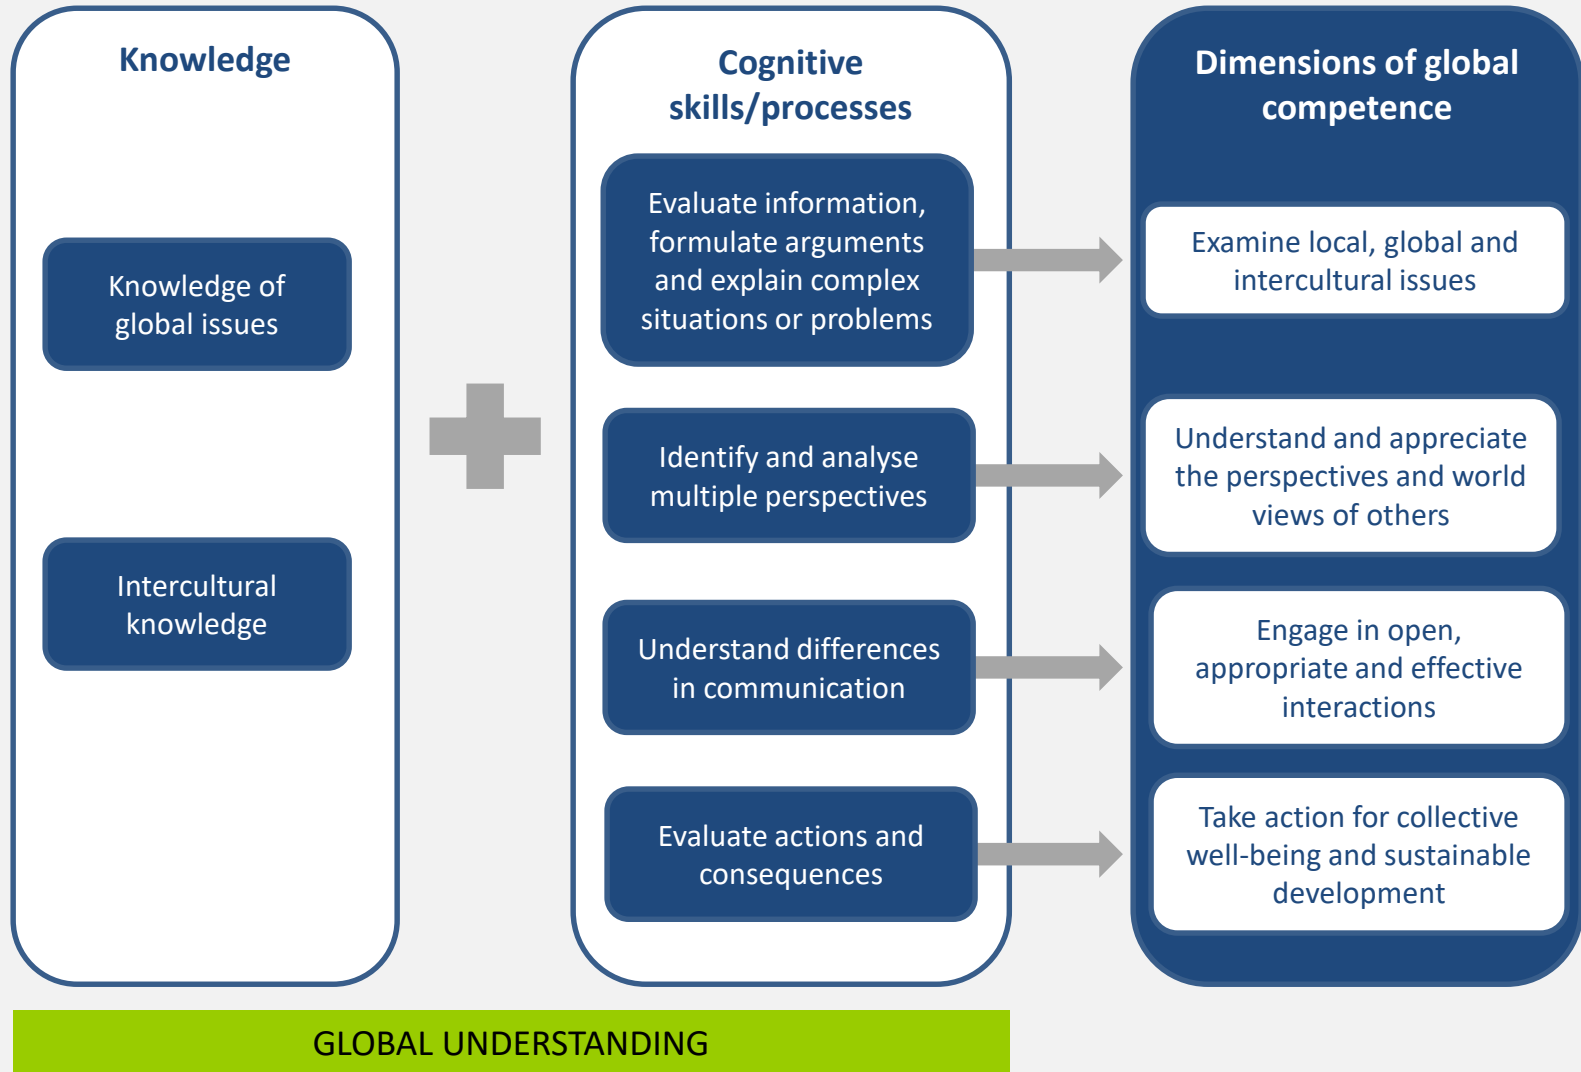 Knowledge
Knowledge of
global issues
Intercultural
knowledge
Cognitive
skills/processes
Evaluate information,
formulate arguments
and explain complex
situations or problems
Identify and analyse
multiple perspectives
Understand differences
in communication
Evaluate actions and
consequences
Dimensions of global
competence
Examine local, global and
intercultural issues
Understand and appreciate
the perspectives and world
views of others
Engage in open,
appropriate and effective
interactions
Take action for collective
well-being and sustainable
development
GLOBAL UNDERSTANDING